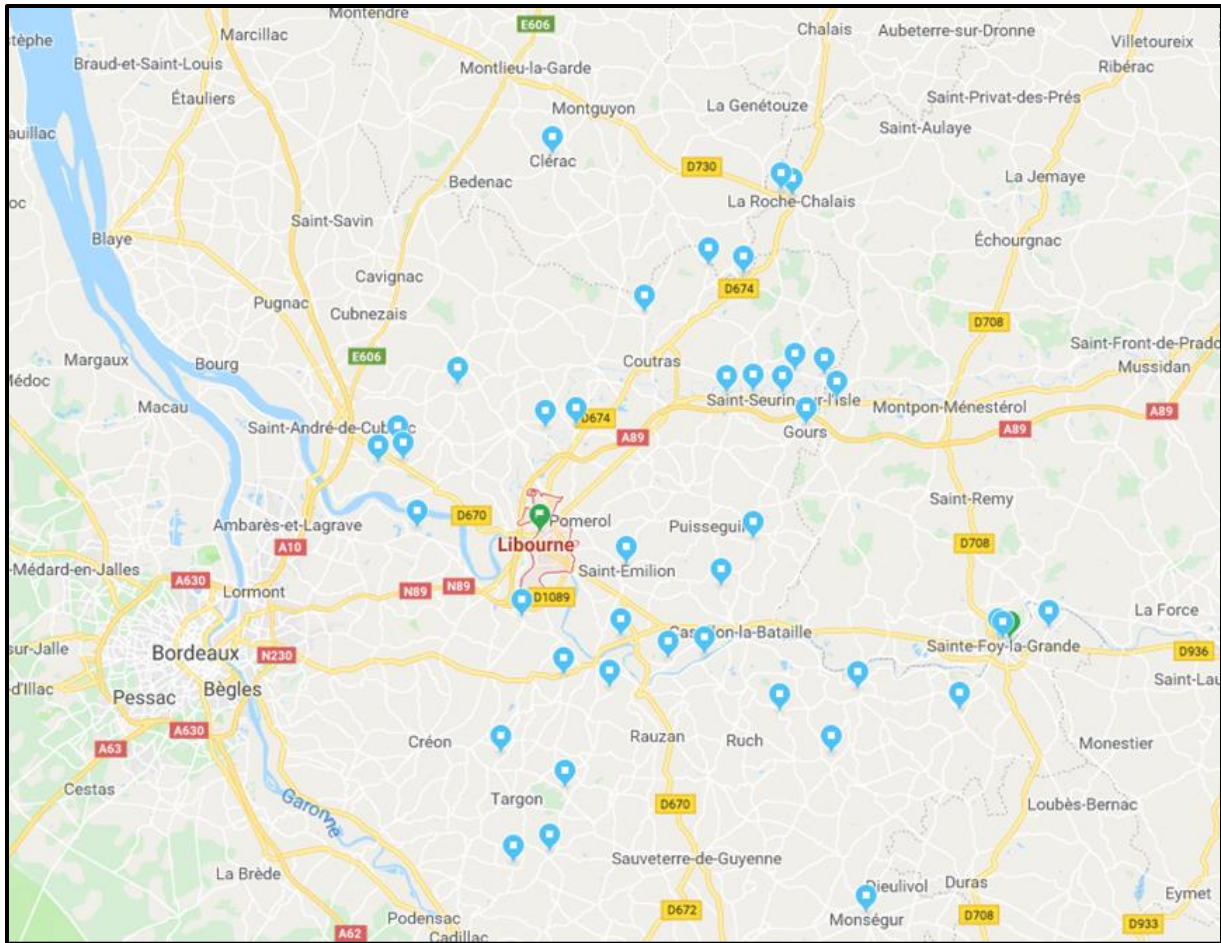 Montendre
E606
Chalais
Aubeterre-sur-Dronne
stèphe
Marcillac
Villetoureix
Braud-et-Saint-Louis
Montlieu-la-Garde
Ribérac
Étauliers
Montguyon
La Genétouze
Saint-Privat-des-Prés
auillac
Saint-Aulaye
Clérac
D730
La Jemaye
Bedenac
oc
La Roche-Chalais
Saint-Savin
Blaye
Échourgnac
Cavignac
D674
Pugnac
Cubnezais
D708
Saint-Front-de-Prado
E606
Margaux
Bourg
Coutras
Mussidan
Médoc
Macau
Saint-Seurin-sur-l'Isle
Montpon-Ménestérol
A89
D674
Saint-André-de-Cubzac
A89
Gours
A89
Saint-Remy
Ambarès-et-Lagrave
D670
Pomerol
Puisseguin
A10
Libourne
D708
-Médard-en-Jalles
Saint-Émilion
A630
Lormont
N89
N89
D1089
La Force
Castillon-la-Bataille
sur-Jalle
Bordeaux
N230
Sainte-Foy-la-Grande
D936
d'Illac
Pessac
Bègles
Saint-Lau
A630
A63
Créon
Rauzan
Ruch
Monestier
Cestas
Garonne
Targon
D670
Loubès-Bernac
La Brède
Sauveterre-de-Guyenne
Dieulivol
Duras
Eymet
Podensac
D672
Monségur
D708
D933
A62
Cadillac